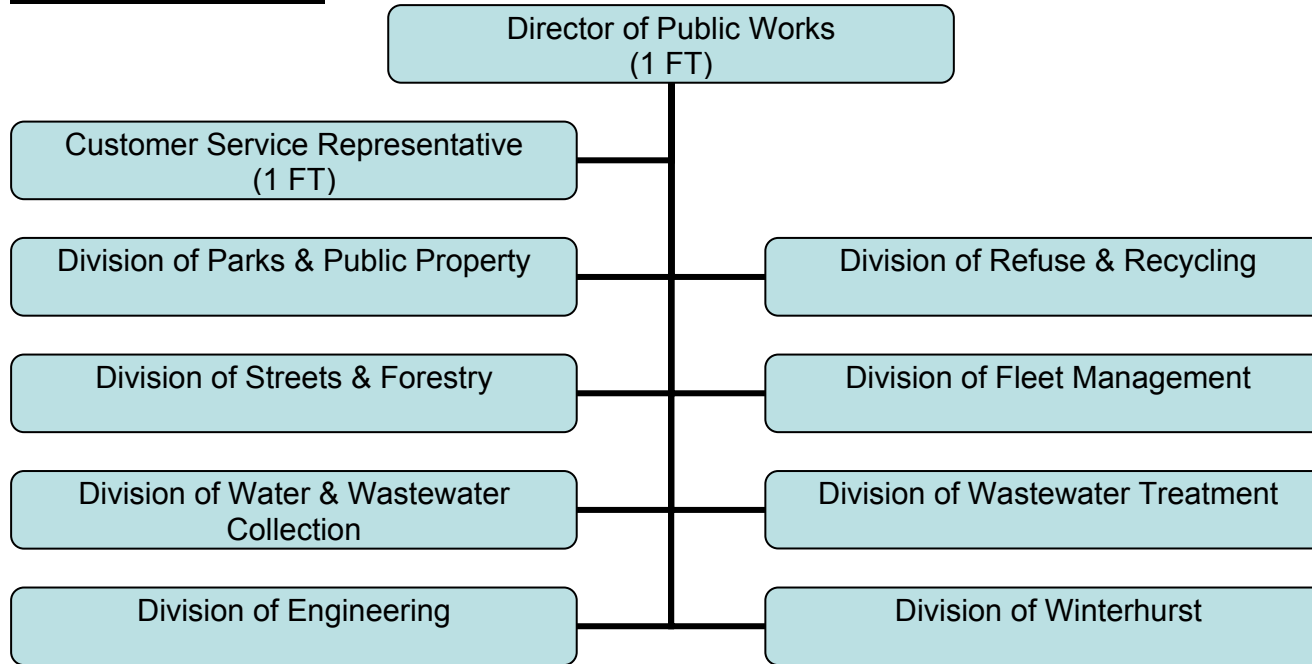 Director of Public Works
(1 FT)
Customer Service Representative
(1 FT)
Division of Parks & Public Property
Division of Refuse & Recycling
Division of Streets & Forestry
Division of Fleet Management
Division of Water & Wastewater
Collection
Division of Wastewater Treatment
Division of Engineering
Division of Winterhurst